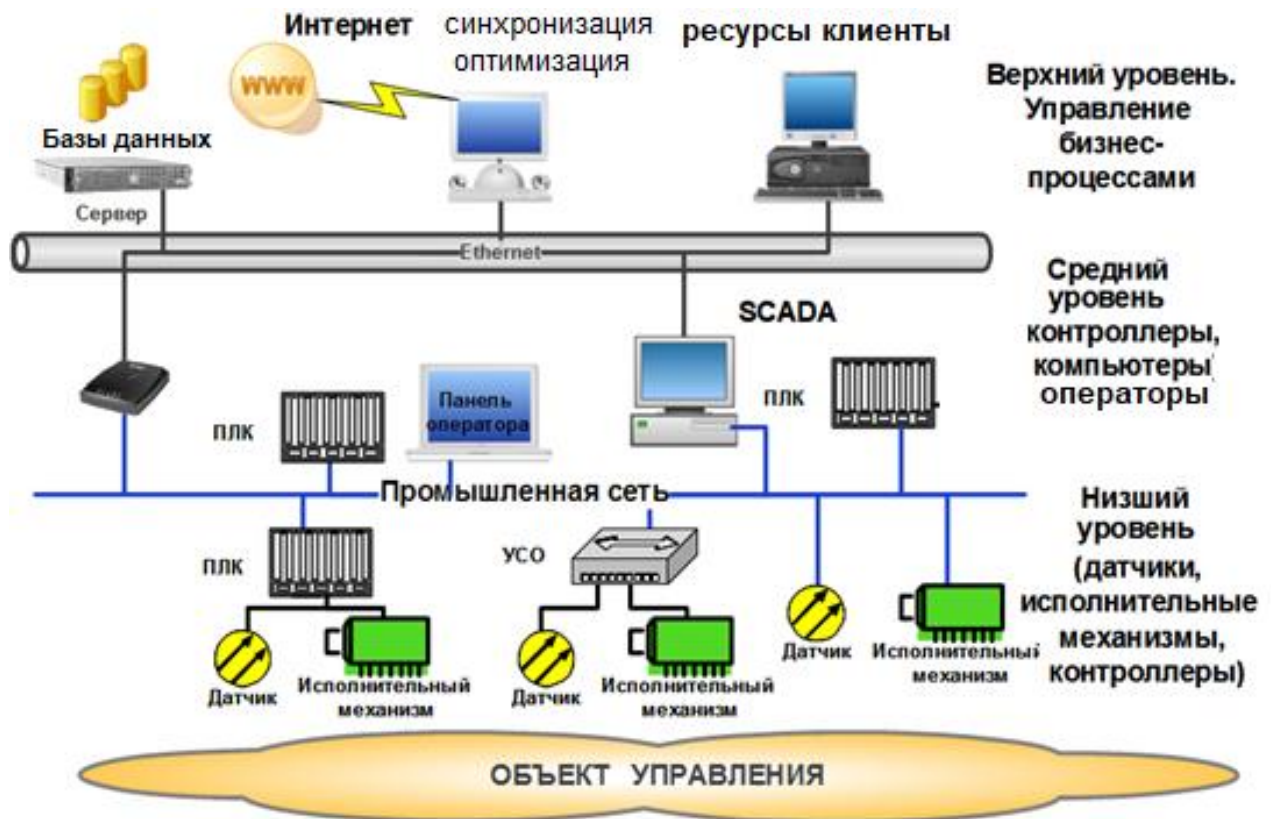 Интернет
синхронизация
оптимизация
ресурсы клиенты
www
Базы данных
Сервер
Ethernet
Верхний уровень.
Управление
бизнес-
процессами
SCADA
Средний
уровень
контроллеры,
компьютеры,
операторы
ПЛК
Панель
оператора
ПЛК
Промышленная сеть
Низший
уровень
(датчики,
исполнительные
механизмы,
контроллеры)
ПЛК
УСО
Датчик
Исполнительный
механизм
Датчик
Исполнительный
механизм
Датчик
Исполнительный
механизм
ОБЪЕКТ УПРАВЛЕНИЯ